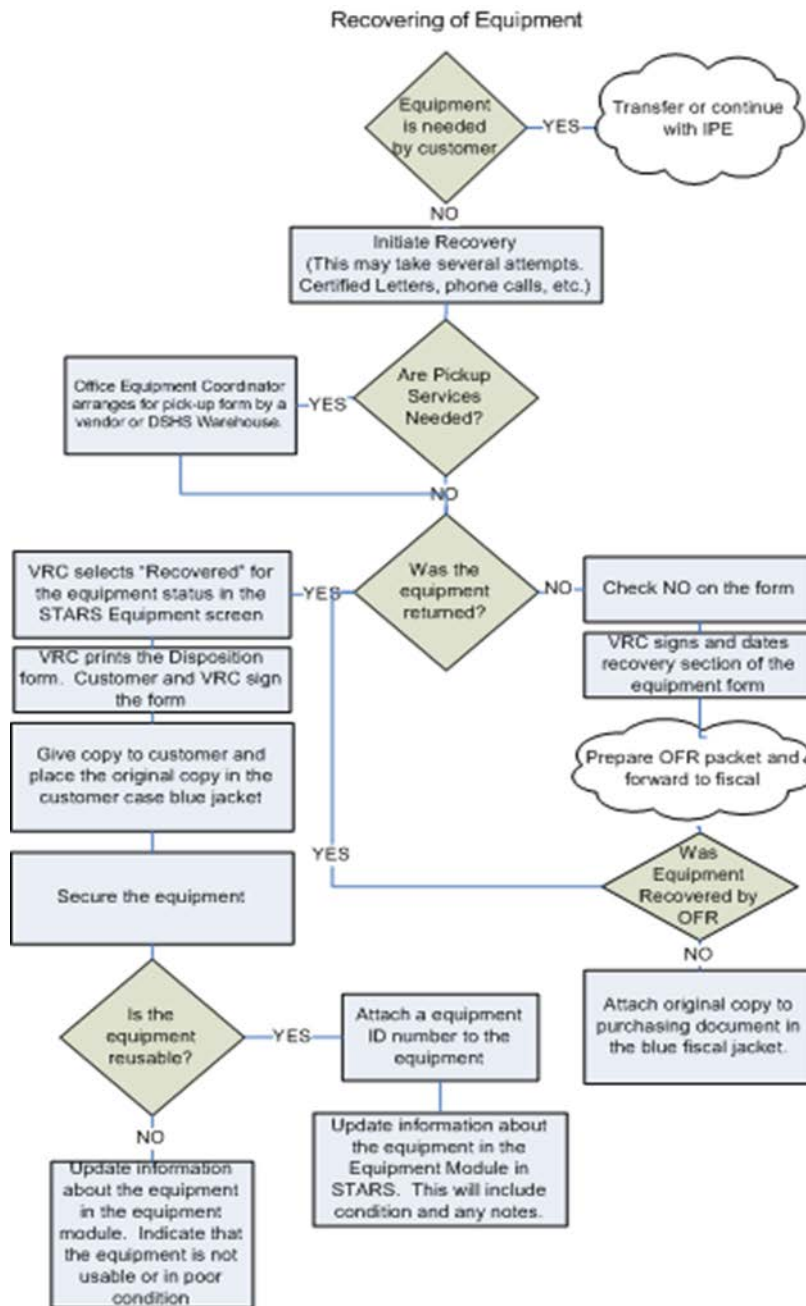 Recovering of Equipment
Equipment
is needed
by customer
YES
Transfer or continue
with IPE
NO
Initiate Recovery
(This may take several attempts.
Certified Letters, phone calls, etc.)
Are Pickup
Services
Needed?
YES
Office Equipment Coordinator
arranges for pick-up form by a
vendor or DSHS Warehouse.
NO
Was the
equipment
returned?
YES
VRC selects "Recovered" for
the equipment status in the
STARS Equipment screen
VRC prints the Disposition
form. Customer and VRC sign
the form
Give copy to customer and
place the original copy in the
customer case blue jacket
Secure the equipment
NO
Check NO on the form
VRC signs and dates
recovery section of the
equipment form
Prepare OFR packet and
forward to fiscal
Was
Equipment
Recovered by
OFR
YES
NO
Attach original copy to
purchasing document in
the blue fiscal jacket.
Is the
equipment
reusable?
YES
Attach a equipment
ID number to the
equipment
Update information about
the equipment in the
Equipment Module in
STARS. This will include
condition and any notes.
NO
Update information
about the equipment
in the equipment
module. Indicate that
the equipment is not
usable or in poor
condition